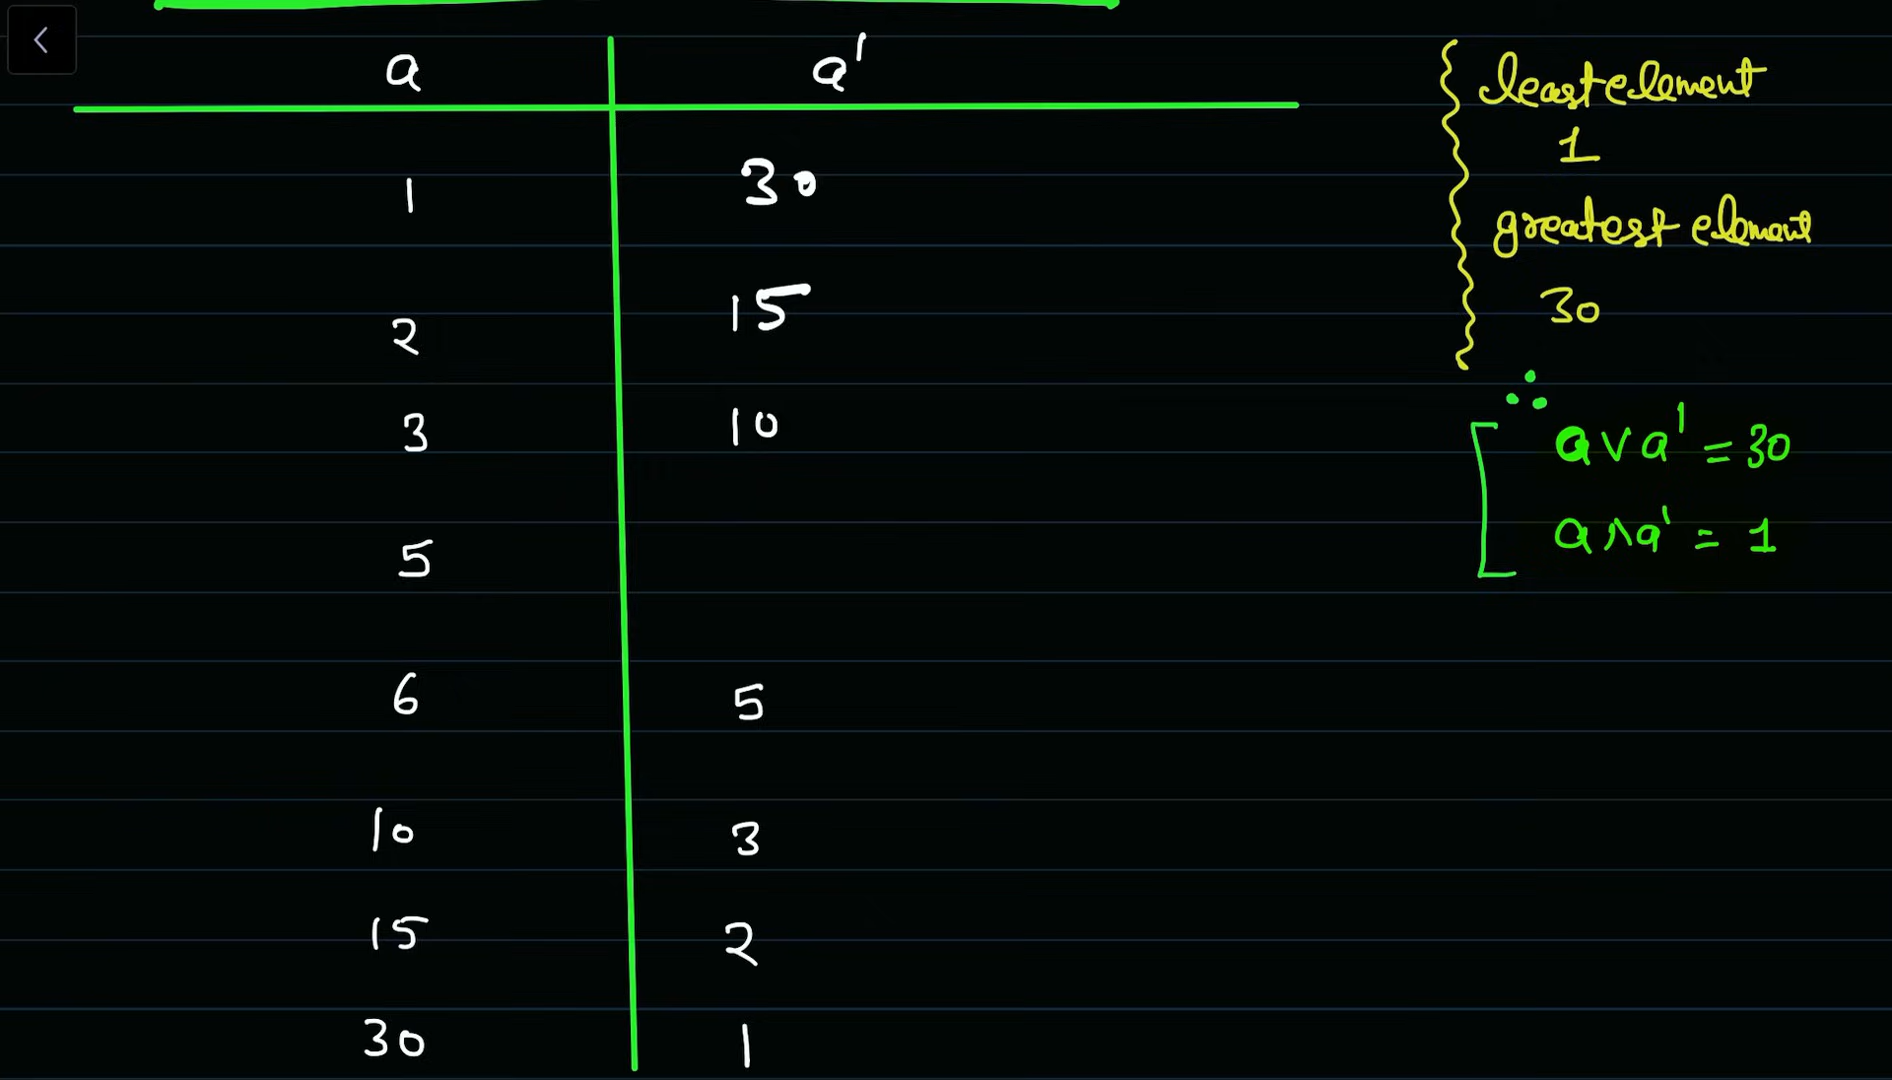 a a'
1 30
2 15
3 10
5
6 5
10 3
15 2
30 1
least element
1
greatest element
30
∴ a ∨ a' = 30
a ∧ a' = 1